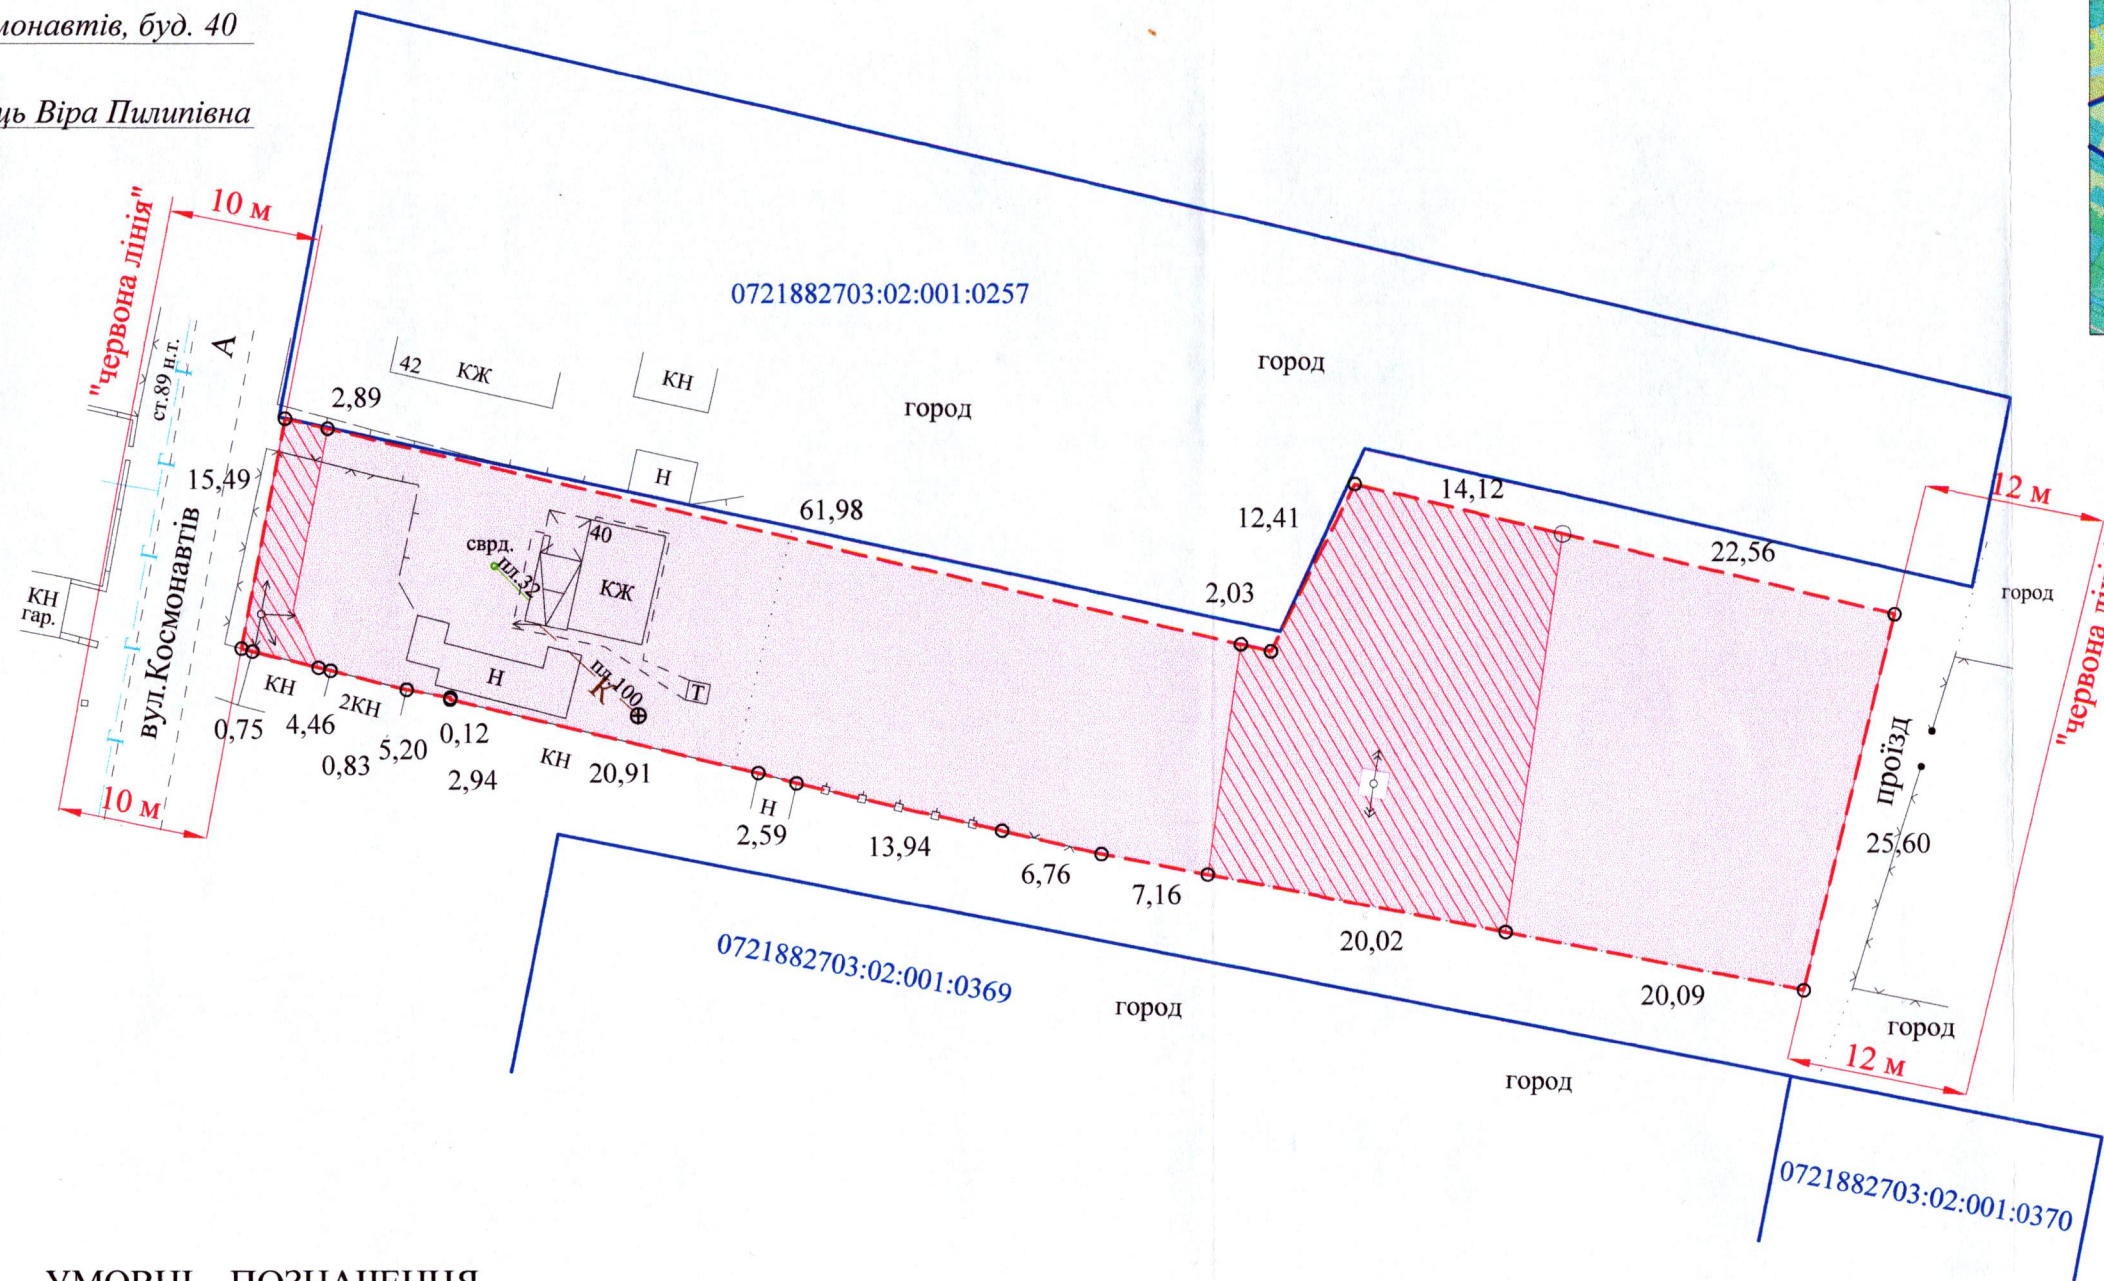 монавтів, буд. 40
ць Віра Пилипівна
"червона лінія"
10 м
0721882703:02:001:0257
ст.89 н.т.
А
42
КЖ
КН
город
город
2,89
15,49
Н
61,98
12,41
14,12
12 м
22,56
сврд.
пл.32
40
КЖ
2,03
город
КН
гар.
вул.Космонавтів
КН
2КН
Н
пл.100
К
Т
0,75
4,46
0,83
5,20
0,12
2,94
КН
20,91
Н
2,59
13,94
6,76
7,16
20,02
20,09
проїзд
25,60
"червона ліні
10 м
0721882703:02:001:0369
город
город
город
12 м
0721882703:02:001:0370
УМОВНІ ПОЗНАЧЕННЯ